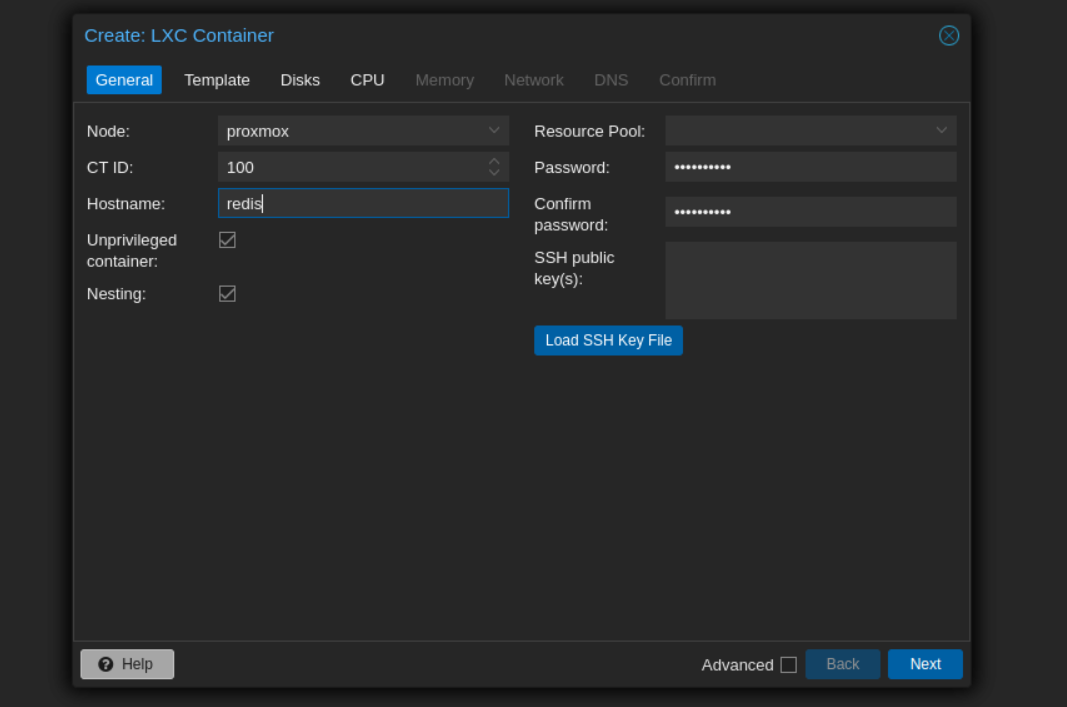 Create: LXC Container
General Template Disks CPU Memory Network DNS Confirm
Node: proxmox
CT ID: 100
Hostname: redis
Unprivileged
container:
Nesting:
Resource Pool:
Password: ••••••••••
Confirm
password: ••••••••••
SSH public
key(s):
Load SSH Key File
Help
Advanced Back Next